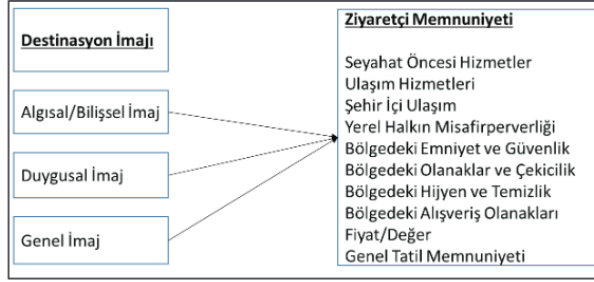 Destinasyon İmajı
Algısal/Bilişsel İmaj
Duygusal İmaj
Genel İmaj
Ziyaretçi Memnuniyeti
Seyahat Öncesi Hizmetler
Ulaşım Hizmetleri
Şehir İçi Ulaşım
Yerel Halkın Misafirperverliği
Bölgedeki Emniyet ve Güvenlik
Bölgedeki Olanaklar ve Çekicilik
Bölgedeki Hijyen ve Temizlik
Bölgedeki Alışveriş Olanakları
Fiyat/Değer
Genel Tatil Memnuniyeti